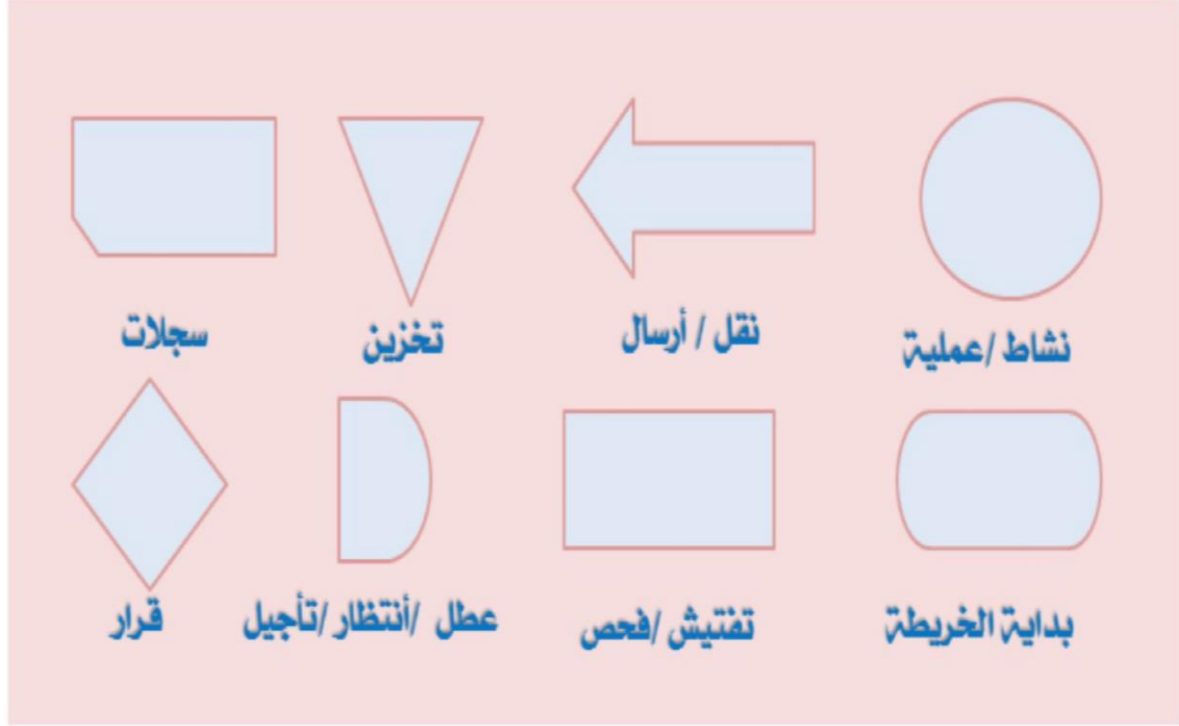 نشاط /عملية
نقل / أرسال
تخزين
سجلات
بداية الخريطة
تفتيش /فحص
عطل /أنتظار /تأجيل
قرار